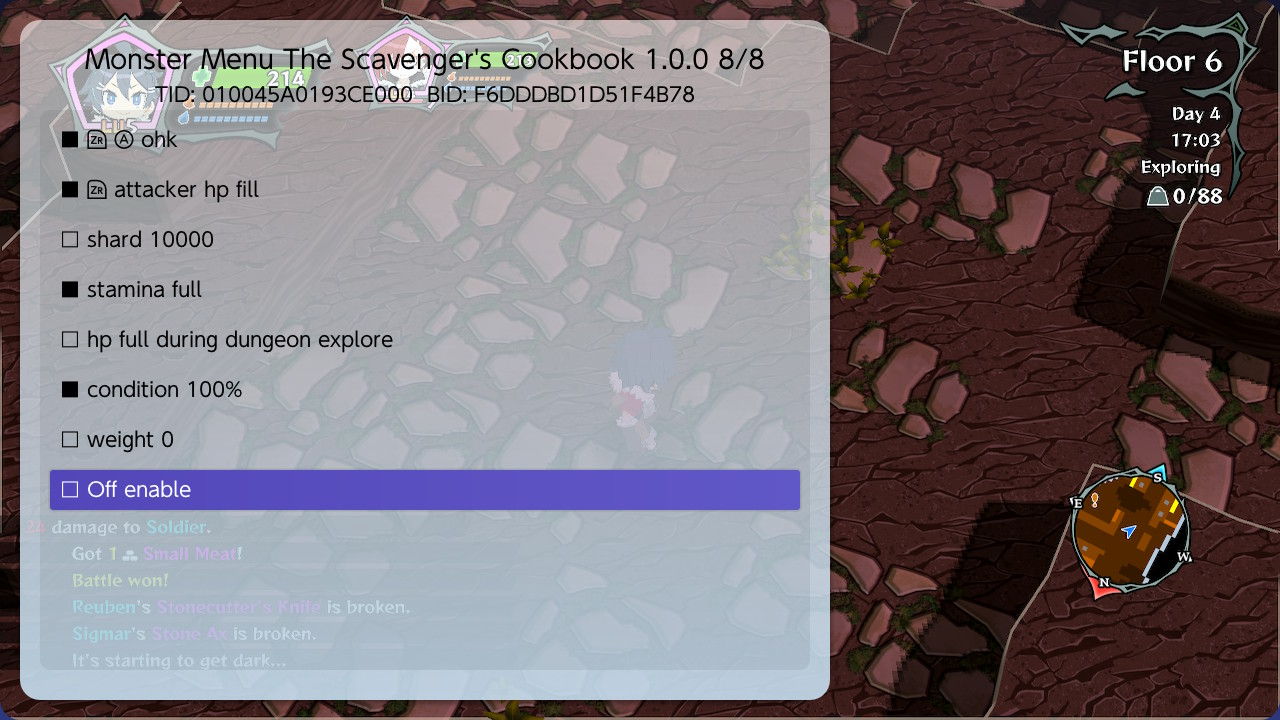 Monster Menu The Scavenger's Cookbook 1.0.0 8/8
TID: 010045A0193CE000 BID: F6DDDBD1D51F4B78
214
ZR A ohk
ZR attacker hp fill
shard 10000
stamina full
hp full during dungeon explore
condition 100%
weight 0
Off enable
damage to Soldier.
Got 1 Small Meat!
Battle won!
Reuben's Stonecutter's Knife is broken.
Sigmar's Stone Ax is broken.
It's starting to get dark...
Floor 6
Day 4
17:03
Exploring
0/88
S
E
W
N